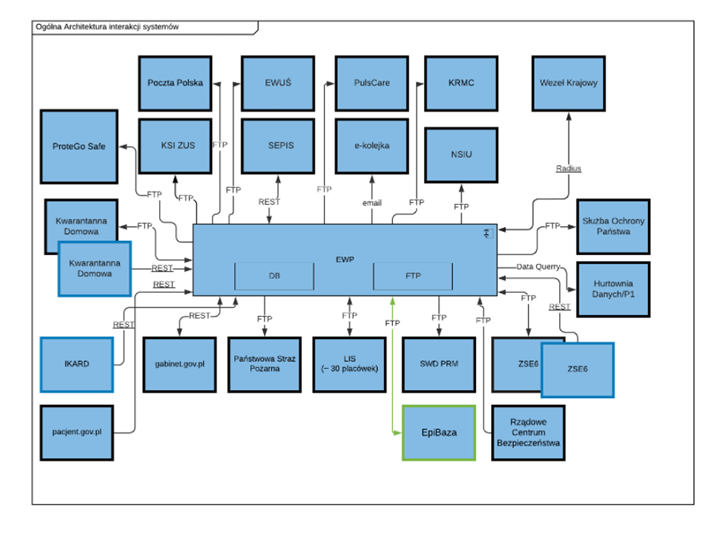 Ogólna Architektura interakcji systemów
Poczta Polska
EWUŚ
PulsCare
KRMC
Węzeł Krajowy
ProteGo Safe
KSI ZUS
SEPIS
e-kolejka
NSIU
FTP
Radius
FTP
FTP
FTP
REST
FTP
email
FTP
FTP
Kwarantanna
Domowa
FTP
Służba Ochrony
Państwa
FTP
Kwarantanna
Domowa
REST
EWP
DB
FTP
Data Querry
Hurtownia
Danych/P1
REST
REST
REST
FTP
FTP
FTP
FTP
FTP
REST
IKARD
gabinet.gov.pl
Państwowa Straż
Pożarna
LIS
(~ 30 placówek)
SWD PRM
ZSE6
ZSE6
pacjent.gov.pl
EpiBaza
Rządowe
Centrum
Bezpieczeństwa